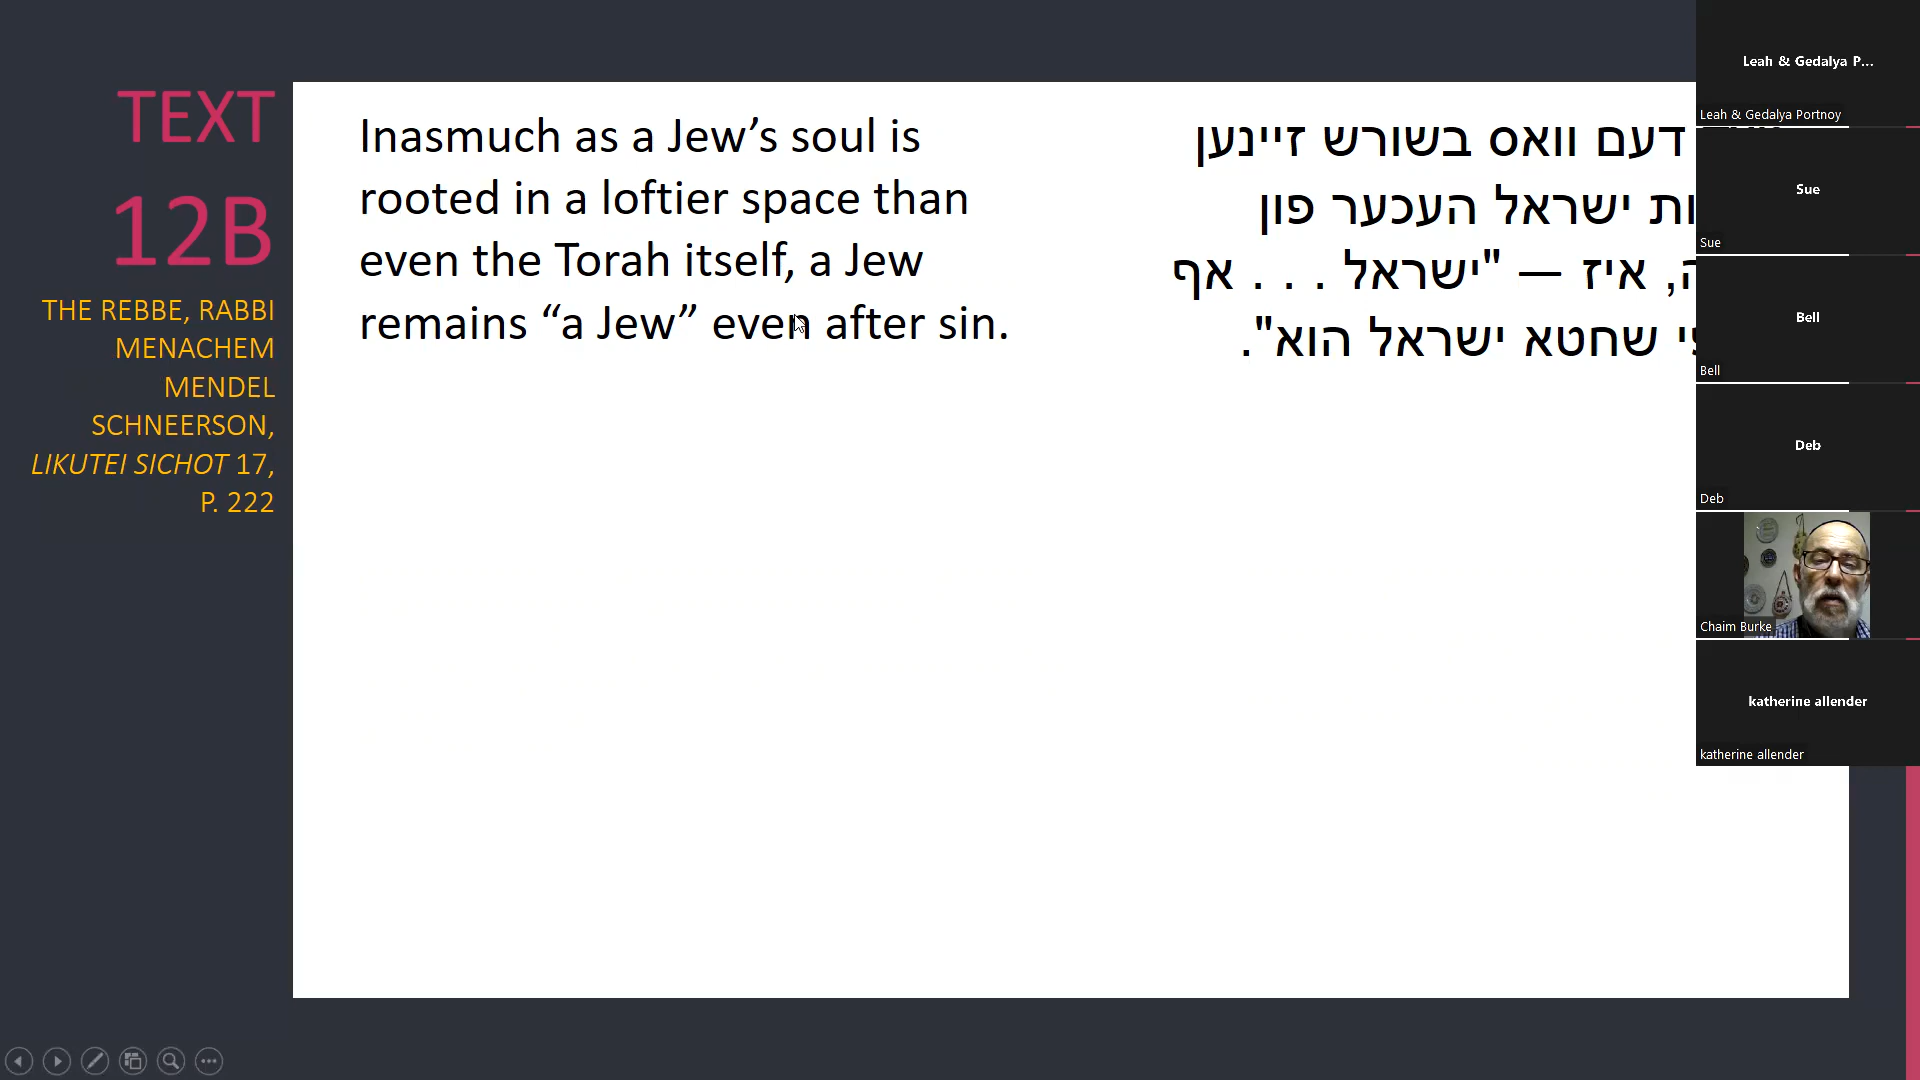 TEXT
12B
THE REBBE, RABBI
MENACHEM
MENDEL
SCHNEERSON,
LIKUTEI SICHOT 17,
P. 222
Inasmuch as a Jew’s soul is
rooted in a loftier space than
even the Torah itself, a Jew
remains “a Jew” even after sin.
דעם וואס בשורש זיינען
ישראל העכער פון
איז — "ישראל . . . אף
שחטא ישראל הוא".
Leah & Gedalya P...
Leah & Gedalya Portnoy
Sue
Sue
Bell
Bell
Deb
Deb
Chaim Burke
katherine allender
katherine allender